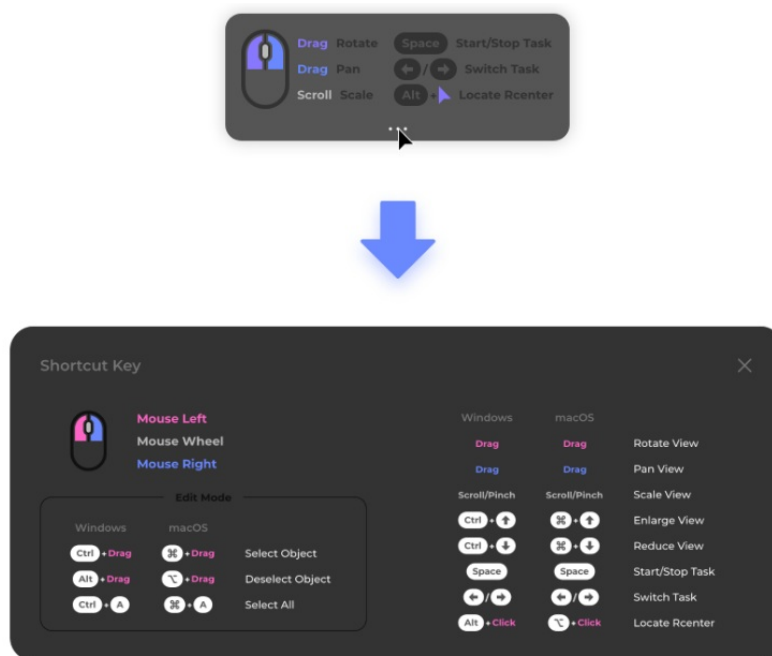 Drag Rotate Space Start/Stop Task
Drag Pan / Switch Task
Scroll Scale Alt + Locate Rcenter
...
Shortcut Key
Mouse Left
Mouse Wheel
Mouse Right
Edit Mode
Windows macOS
Ctrl + Drag ⌘ + Drag Select Object
Alt + Drag ⌥ + Drag Deselect Object
Ctrl + A ⌘ + A Select All
Windows macOS
Drag Drag Rotate View
Drag Drag Pan View
Scroll/Pinch Scroll/Pinch Scale View
Ctrl + ↑ ⌘ + ↑ Enlarge View
Ctrl + ↓ ⌘ + ↓ Reduce View
Space Space Start/Stop Task
← / → ← / → Switch Task
Alt + Click ⌥ + Click Locate Rcenter